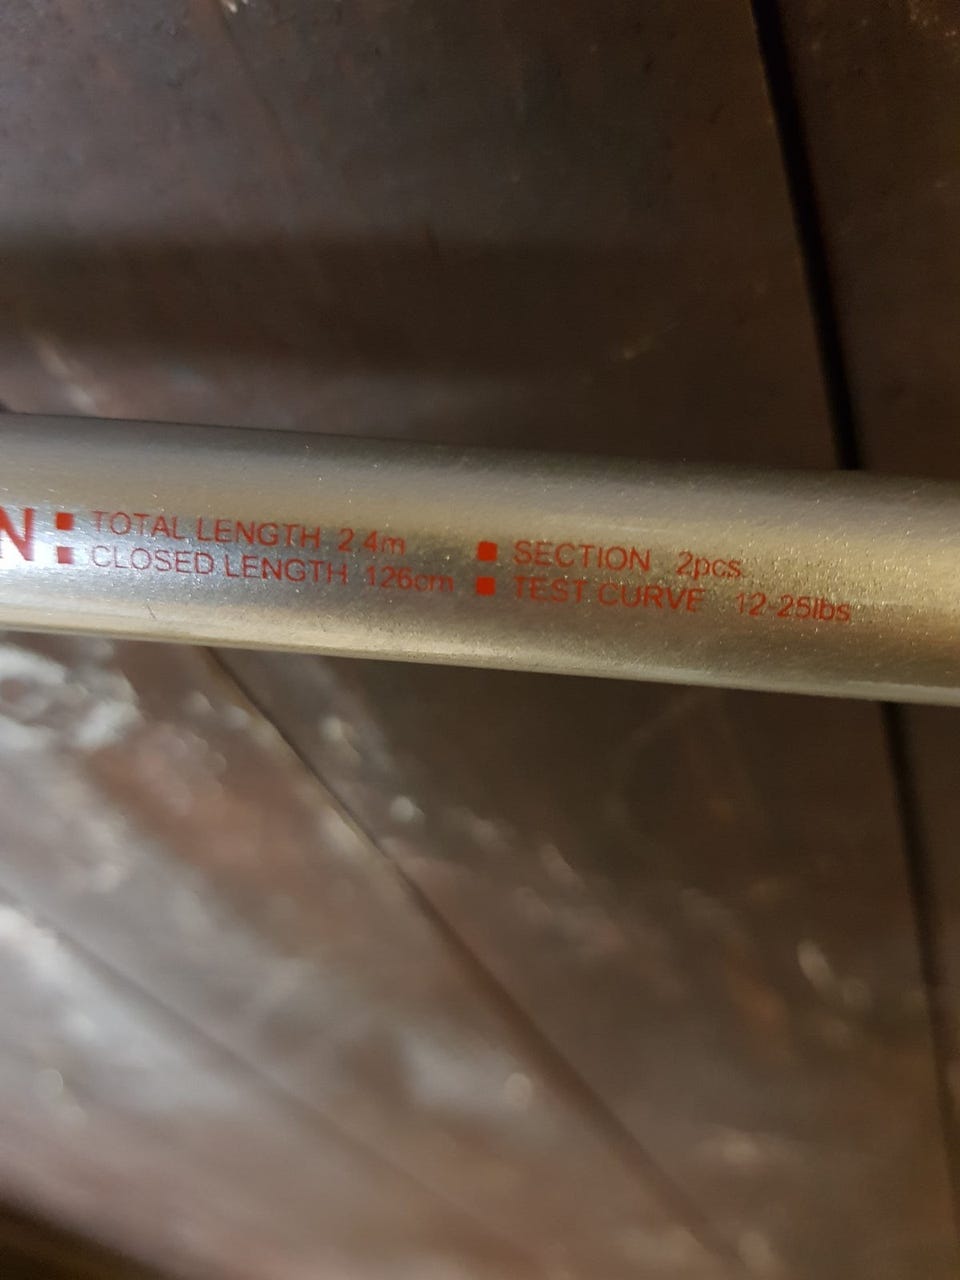 N
TOTAL LENGTH 2.4m
CLOSED LENGTH 126cm
SECTION 2pcs
TEST CURVE 12-25lbs